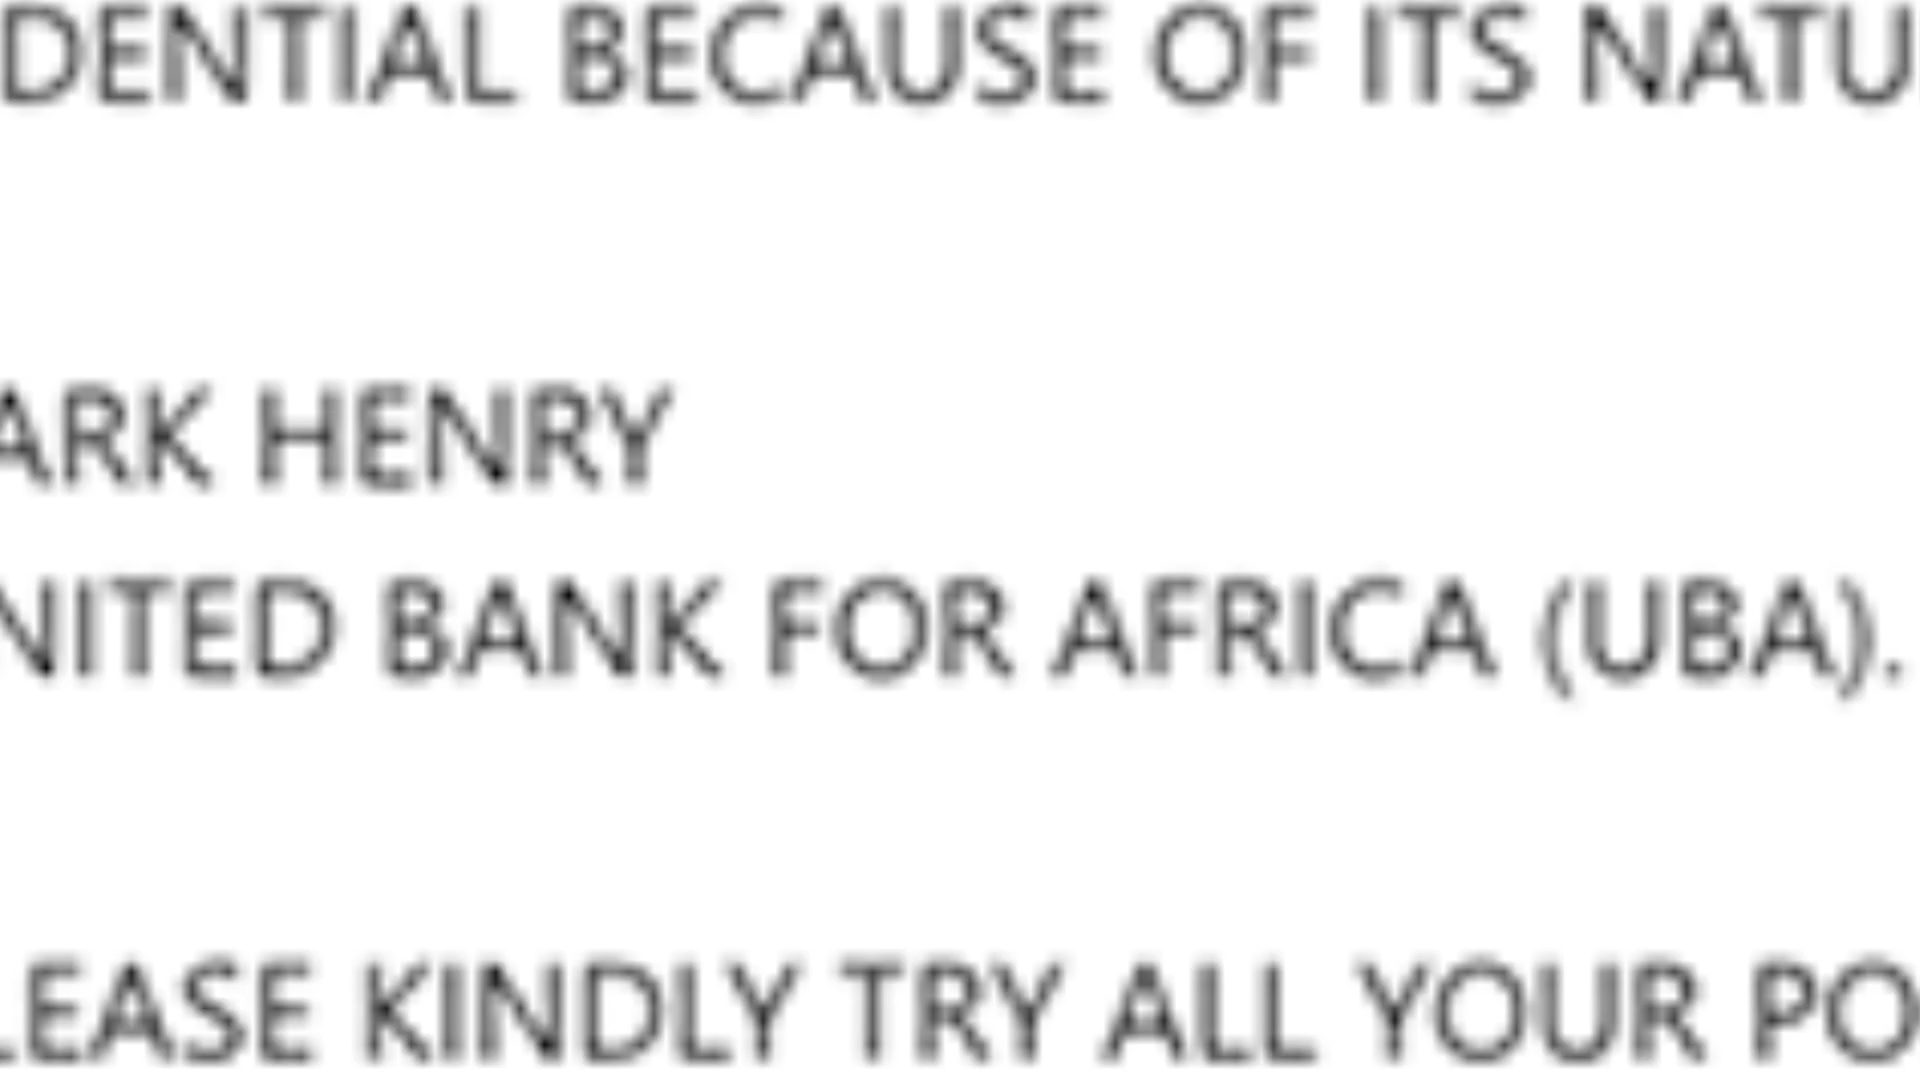 DENTIAL BECAUSE OF ITS NATU
ARK HENRY
NITED BANK FOR AFRICA (UBA).
LEASE KINDLY TRY ALL YOUR PO